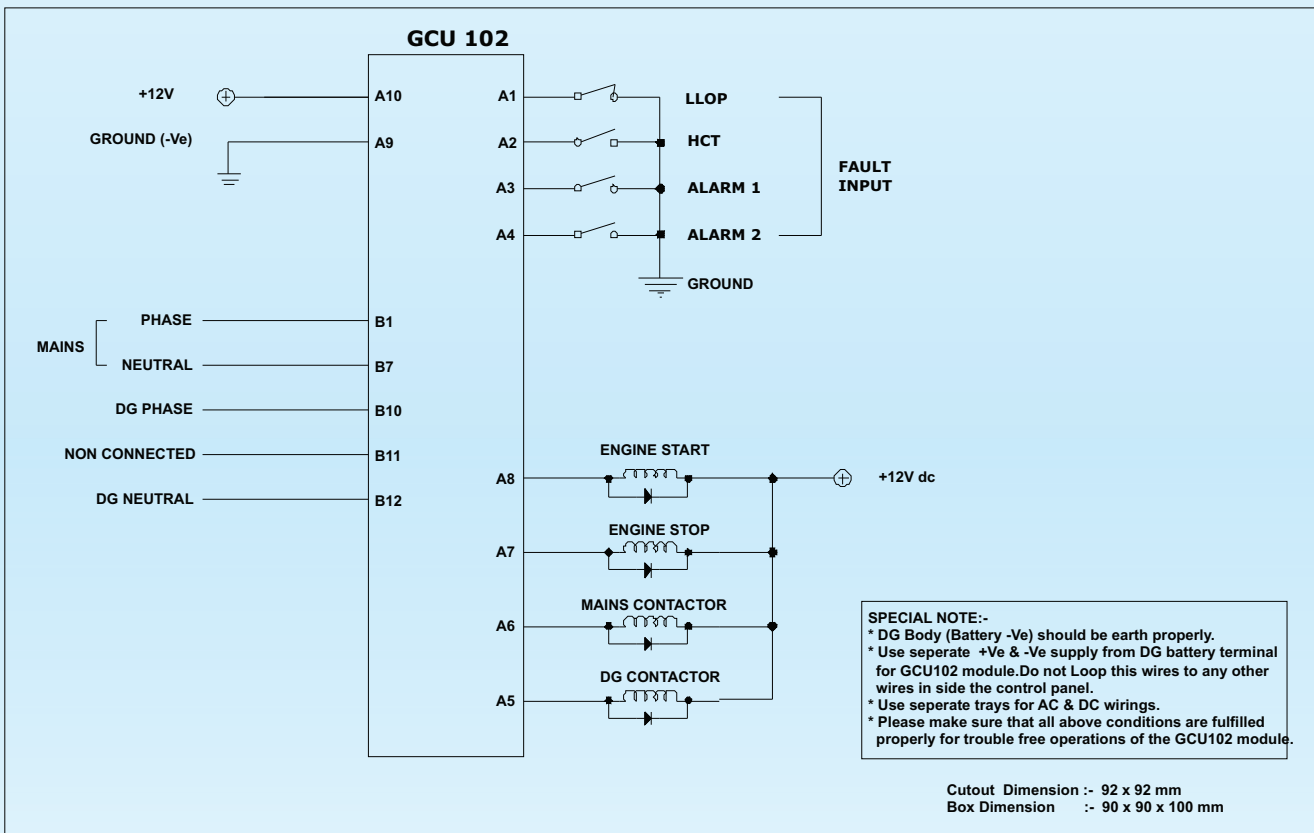 GCU 102
+12V
A10
GROUND (-Ve)
A9
A1
LLOP
A2
HCT
A3
ALARM 1
A4
ALARM 2
FAULT
INPUT
GROUND
MAINS
PHASE
B1
NEUTRAL
B7
DG PHASE
B10
NON CONNECTED
B11
DG NEUTRAL
B12
ENGINE START
A8
+12V dc
ENGINE STOP
A7
MAINS CONTACTOR
A6
DG CONTACTOR
A5
SPECIAL NOTE:-
* DG Body (Battery -Ve) should be earth properly.
* Use seperate +Ve & -Ve supply from DG battery terminal
for GCU102 module.Do not Loop this wires to any other
wires in side the control panel.
* Use seperate trays for AC & DC wirings.
* Please make sure that all above conditions are fulfilled
properly for trouble free operations of the GCU102 module.
Cutout Dimension :- 92 x 92 mm
Box Dimension :- 90 x 90 x 100 mm